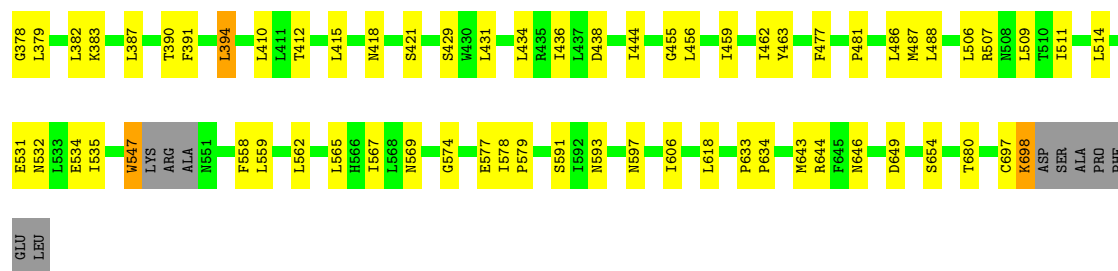 G378 L379 L382 K383 L387 T390 F391 L394 L410 L411 T412 L415 N418 S421 S429 W430 L431 L434 R435 I436 L437 D438 I444 G455 L456 I459 I462 Y463 F477 P481 L486 M487 L488 L506 R507 N508 L509 T510 I511 L514
E531 N532 L533 E534 I535 W547 LYS ARG ALA N551 F558 L559 L562 L565 H566 I567 L568 N569 G574 E577 I578 P579 S591 I592 N593 N597 I606 L618 P633 P634 M643 R644 F645 N646 D649 S654 T680 C697 K698 ASP SER ALA PRO PHE
GLU LEU